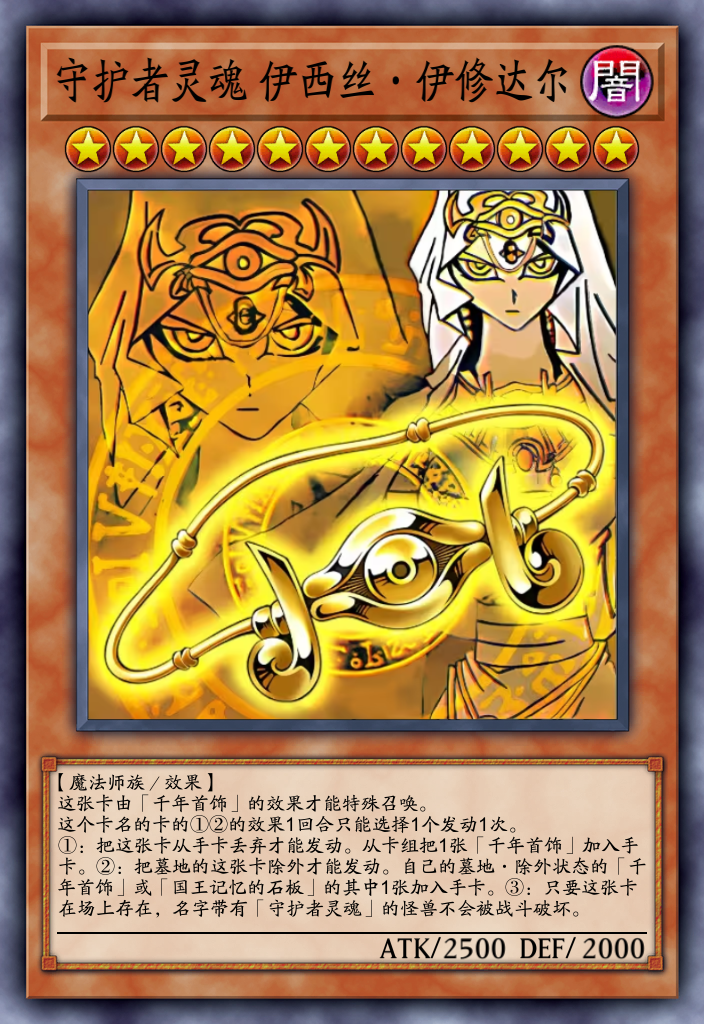 守护者灵魂 伊西丝·伊修达尔
闇
【魔法师族/效果】
这张卡由「千年首饰」的效果才能特殊召唤。
这个卡名的卡的①②的效果1回合只能选择1个发动1次。
①：把这张卡从手卡丢弃才能发动。从卡组把1张「千年首饰」加入手
卡。②：把墓地的这张卡除外才能发动。自己的墓地·除外状态的「千
年首饰」或「国王记忆的石板」的其中1张加入手卡。③：只要这张卡
在场上存在，名字带有「守护者灵魂」的怪兽不会被战斗破坏。
ATK/2500 DEF/2000